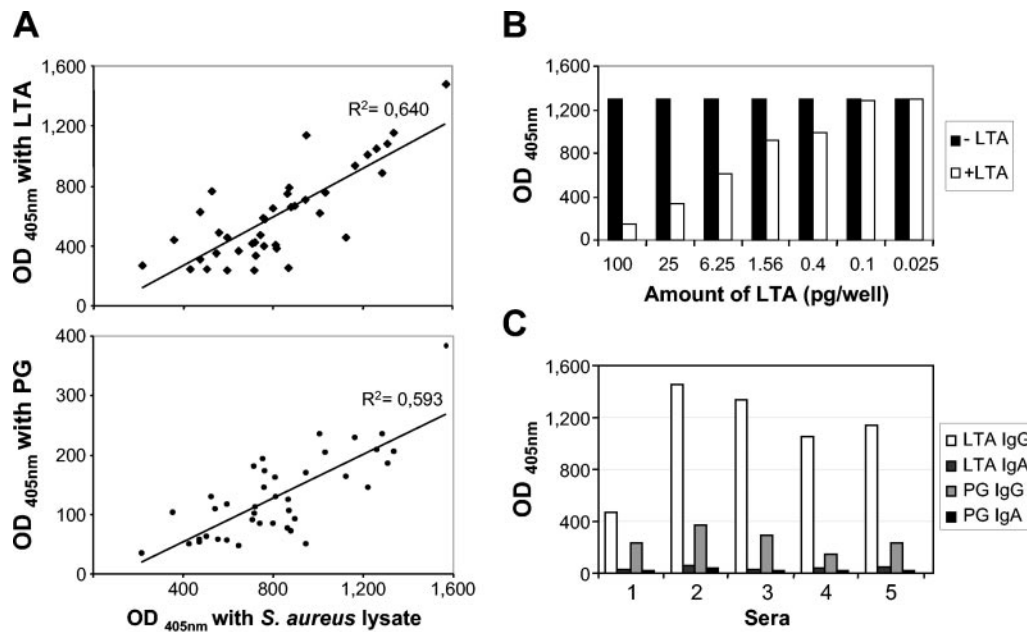 A
1,600
1,200
800
400
0
OD 405nm with LTA
R2= 0,640
400
300
200
100
0
OD 405nm with PG
R2= 0,593
400
800
1,200
1,600
OD 405nm with S. aureus lysate
B
1,600
1,200
800
400
0
OD 405nm
100
25
6.25
1.56
0.4
0.1
0.025
Amount of LTA (pg/well)
- LTA
+LTA
C
1,600
1,200
800
400
0
OD 405nm
1
2
3
4
5
Sera
LTA IgG
LTA IgA
PG IgG
PG IgA